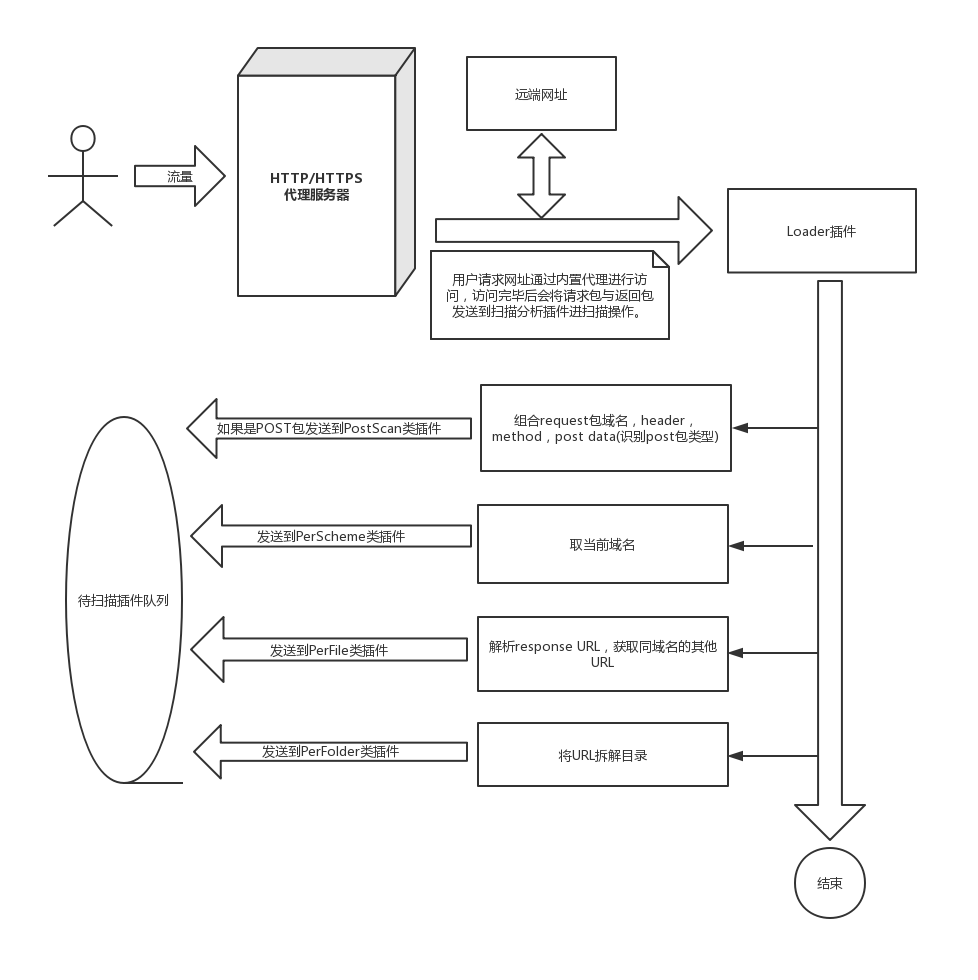 远端网址
流量
HTTP/HTTPS
代理服务器
Loader插件
用户请求网址通过内置代理进行访
问，访问完毕后会将请求包与返回包
发送到扫描分析插件进扫描操作。
如果是POST包发送到PostScan类插件
组合request包域名，header，
method，post data(识别post包类型)
发送到PerScheme类插件
取当前域名
待扫描插件队列
发送到PerFile类插件
解析response URL，获取同域名的其他
URL
发送到PerFolder类插件
将URL拆解目录
结束